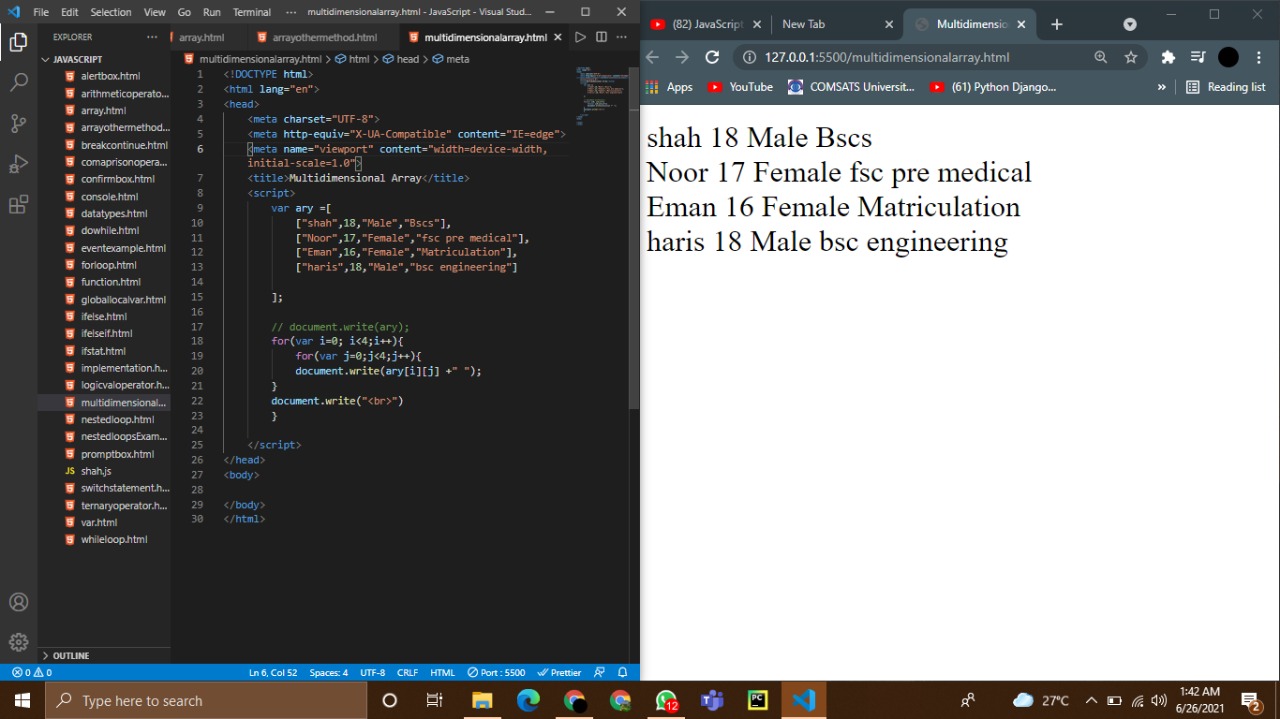 File Edit Selection View Go Run Terminal ··· multidimensionalarray.html - JavaScript - Visual Stud...
EXPLORER ···
JAVASCRIPT
alertbox.html
arithmeticoperato...
array.html
arrayothermethod...
breakcontinue.html
comaprisonopera...
confirmbox.html
console.html
datatypes.html
dowhile.html
eventexample.html
forloop.html
function.html
globallocalvar.html
ifelse.html
ifelseif.html
ifstat.html
implementation.h...
logicvaloperator.h...
multidimensional...
nestedloop.html
nestedloopsExam...
promptbox.html
JS shah.js
switchstatement.h...
ternaryoperator.h...
var.html
whileloop.html
OUTLINE
array.html arrayothermethod.html multidimensionalarray.html
multidimensionalarray.html > html > head > meta
1 <!DOCTYPE html>
2 <html lang="en">
3 <head>
4 <meta charset="UTF-8">
5 <meta http-equiv="X-UA-Compatible" content="IE=edge">
6 <meta name="viewport" content="width=device-width,
initial-scale=1.0">
7 <title>Multidimensional Array</title>
8 <script>
9 var ary =[
10 ["shah",18,"Male","Bscs"],
11 ["Noor",17,"Female","fsc pre medical"],
12 ["Eman",16,"Female","Matriculation"],
13 ["haris",18,"Male","bsc engineering"]
14
15 ];
16
17 // document.write(ary);
18 for(var i=0; i<4;i++){
19 for(var j=0;j<4;j++){
20 document.write(ary[i][j] +" ");
21 }
22 document.write("<br>")
23 }
24
25 </script>
26 </head>
27 <body>
28
29 </body>
30 </html>
0 0 Ln 6, Col 52 Spaces: 4 UTF-8 CRLF HTML Port : 5500 Prettier
(82) JavaScript New Tab Multidimensio
127.0.0.1:5500/multidimensionalarray.html
Apps YouTube COMSATS Universit... (61) Python Django... » Reading list
shah 18 Male Bscs
Noor 17 Female fsc pre medical
Eman 16 Female Matriculation
haris 18 Male bsc engineering
Type here to search 12 PC 27°C 1:42 AM
6/26/2021 2